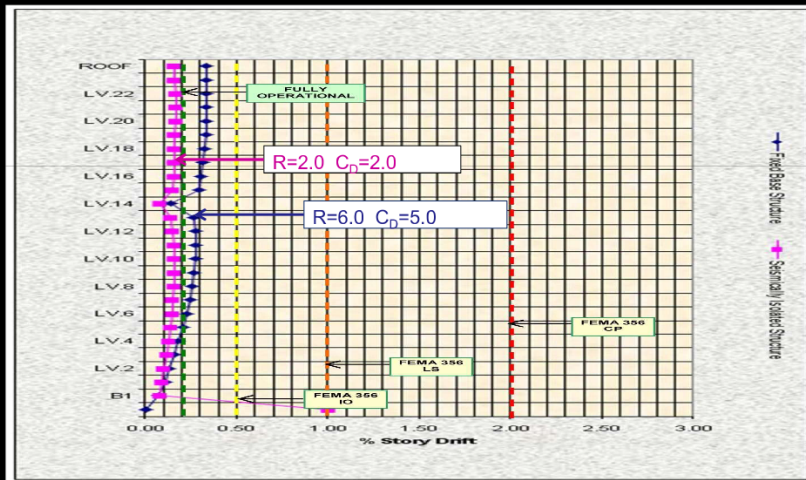 ROOF
LV.22
LV.20
LV.18
LV.16
LV.14
LV.12
LV.10
LV.8
LV.6
LV.4
LV.2
B1
FULLY
OPERATIONAL
R=2.0 CD=2.0
R=6.0 CD=5.0
FEMA 356
CP
FEMA 356
LS
FEMA 356
IO
0.00 0.50 1.00 1.50 2.00 2.50 3.00
% Story Drift
Fixed Base Structure
Seismically Isolated Structure